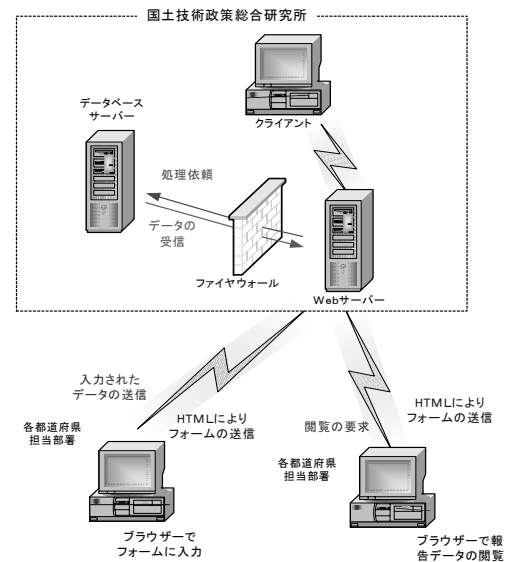 国土技術政策総合研究所
データベース
サーバー
クライアント
処理依頼
データの
受信
ファイヤウォール
Webサーバー
入力された
データの送信
HTMLにより
フォームの送信
各都道府県
担当部署
ブラウザーで
フォームに入力
HTMLにより
フォームの送信
閲覧の要求
各都道府県
担当部署
ブラウザーで報
告データの閲覧